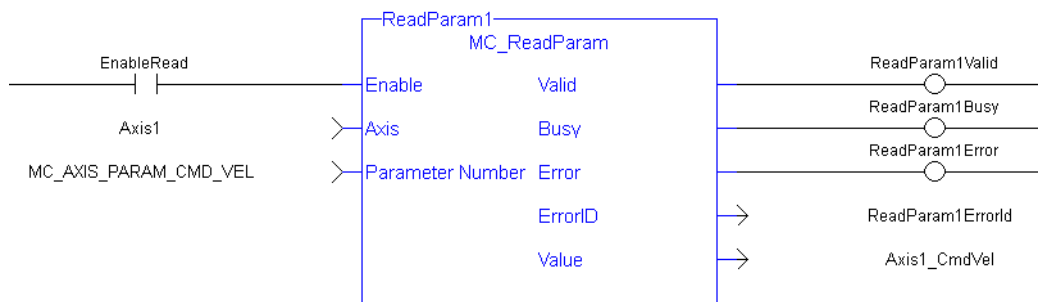 ReadParam1
MC_ReadParam
EnableRead
Enable
Valid
ReadParam1Valid
Axis1
Axis
Busy
ReadParam1Busy
MC_AXIS_PARAM_CMD_VEL
Parameter Number
Error
ReadParam1Error
ErrorID
ReadParam1ErrorId
Value
Axis1_CmdVel